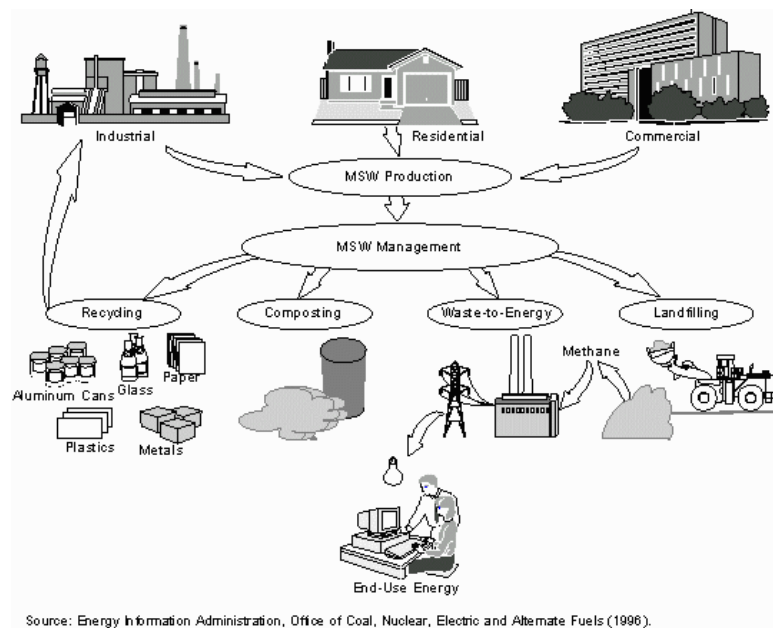 Industrial
Residential
Commercial
MSW Production
MSW Management
Recycling
Composting
Waste-to-Energy
Landfilling
Methane
Aluminum Cans
Glass
Paper
Plastics
Metals
End-Use Energy
Source: Energy Information Administration, Office of Coal, Nuclear, Electric and Alternate Fuels (1996).